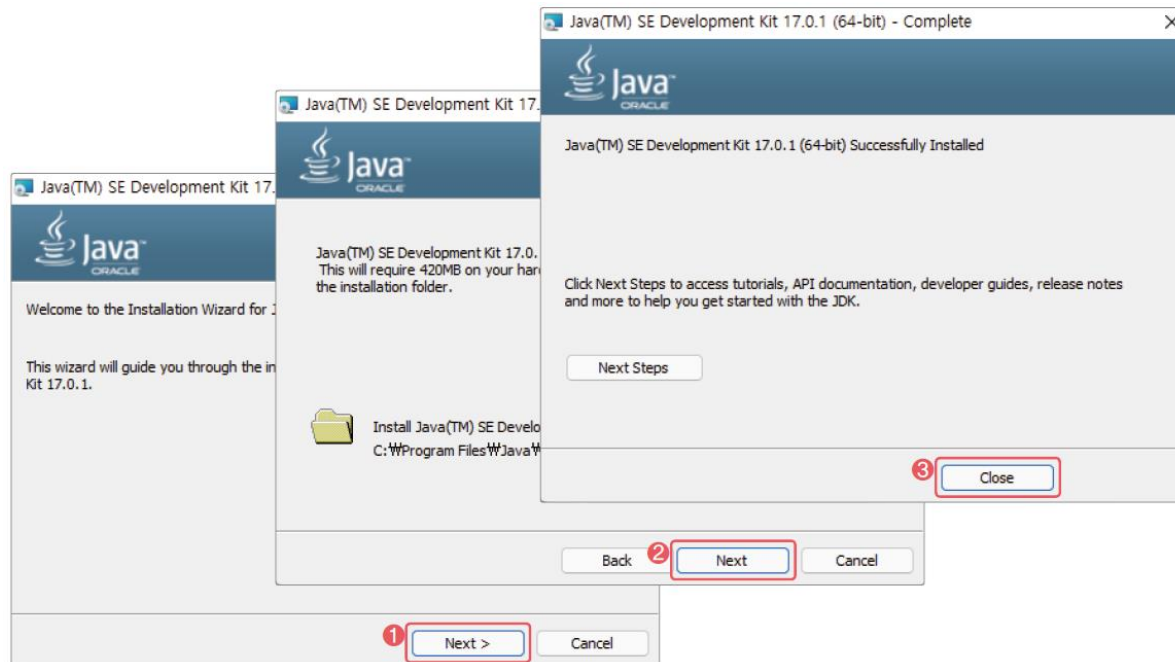 Java(TM) SE Development Kit 17.0.1 (64-bit) - Complete
Java
ORACLE
Java(TM) SE Development Kit 17.0.1 (64-bit) Successfully Installed
Click Next Steps to access tutorials, API documentation, developer guides, release notes
and more to help you get started with the JDK.
Next Steps
3
Close
Java(TM) SE Development Kit 17.
Java
ORACLE
Java(TM) SE Development Kit 17.0.
This will require 420MB on your hard
the installation folder.
Install Java(TM) SE Develo
C:₩Program Files₩Java₩
Back
2
Next
Cancel
Java(TM) SE Development Kit 17.
Java
ORACLE
Welcome to the Installation Wizard for J
This wizard will guide you through the in
Kit 17.0.1.
1
Next >
Cancel